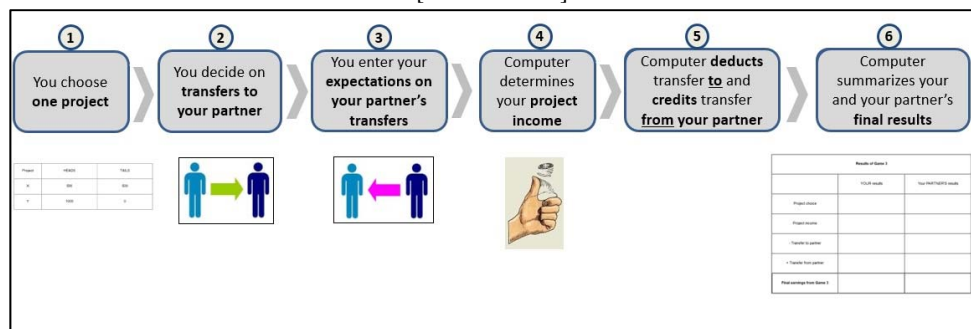 1
You choose
one project
2
You decide on
transfers to
your partner
3
You enter your
expectations on
your partner's
transfers
4
Computer
determines
your project
income
5
Computer deducts
transfer to and
credits transfer
from your partner
6
Computer
summarizes your
and your partner's
final results
Project HEADS TAILS
X
Y
Results of Game 3
YOUR results Your PARTNER'S results
Project choice
Project income
- Transfer to partner
+ Transfer from partner
Final earnings from Game 3